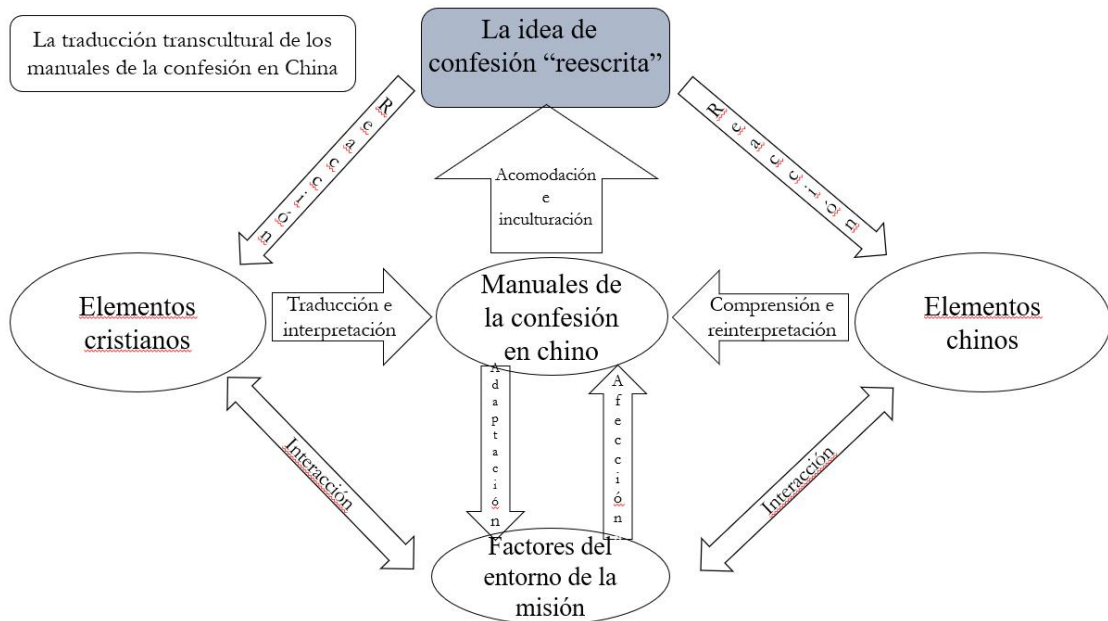 La traducción transcultural de los
manuales de la confesión en China
La idea de
confesión “reescrita”
Reacción
Reacción
Acomodación
e
inculturación
Elementos
cristianos
Traducción e
interpretación
Manuales de
la confesión
en chino
Comprensión e
reinterpretación
Elementos
chinos
Adaptación
Afección
Interacción
Interacción
Factores del
entorno de la
misión